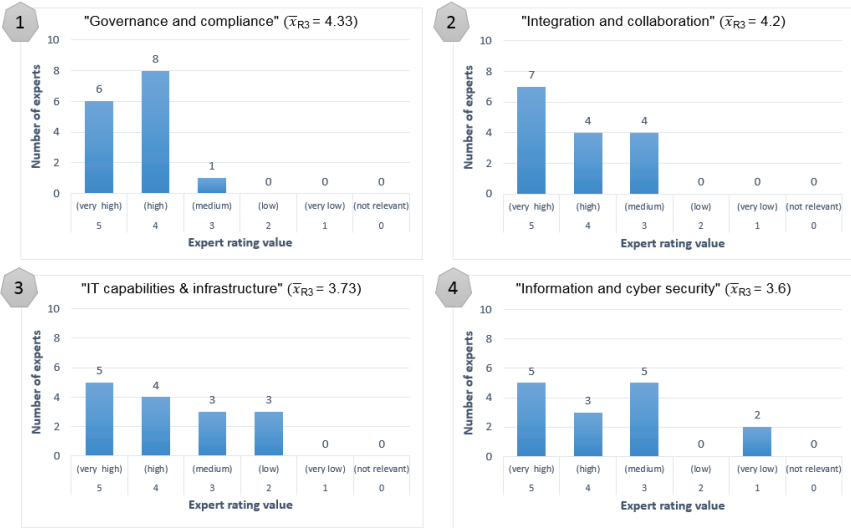 1
"Governance and compliance" (x̅R3 = 4.33)
Number of experts
10
8
6
4
2
0
6
8
1
0
0
0
(very high) (high) (medium) (low) (very low) (not relevant)
5 4 3 2 1 0
Expert rating value
2
"Integration and collaboration" (x̅R3 = 4.2)
Number of experts
10
8
6
4
2
0
7
4
4
0
0
0
(very high) (high) (medium) (low) (very low) (not relevant)
5 4 3 2 1 0
Expert rating value
3
"IT capabilities & infrastructure" (x̅R3 = 3.73)
Number of experts
10
8
6
4
2
0
5
4
3
3
0
0
(very high) (high) (medium) (low) (very low) (not relevant)
5 4 3 2 1 0
Expert rating value
4
"Information and cyber security" (x̅R3 = 3.6)
Number of experts
10
8
6
4
2
0
5
3
5
0
2
0
(very high) (high) (medium) (low) (very low) (not relevant)
5 4 3 2 1 0
Expert rating value